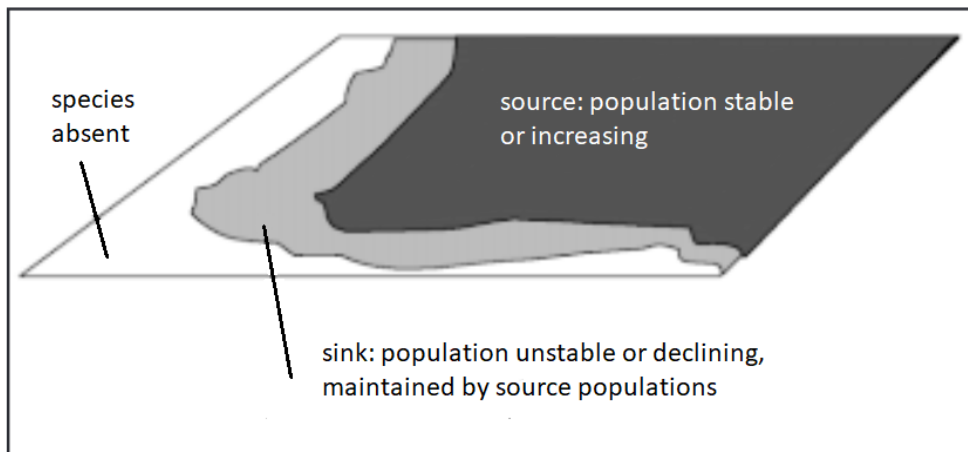 species
absent
source: population stable
or increasing
sink: population unstable or declining,
maintained by source populations